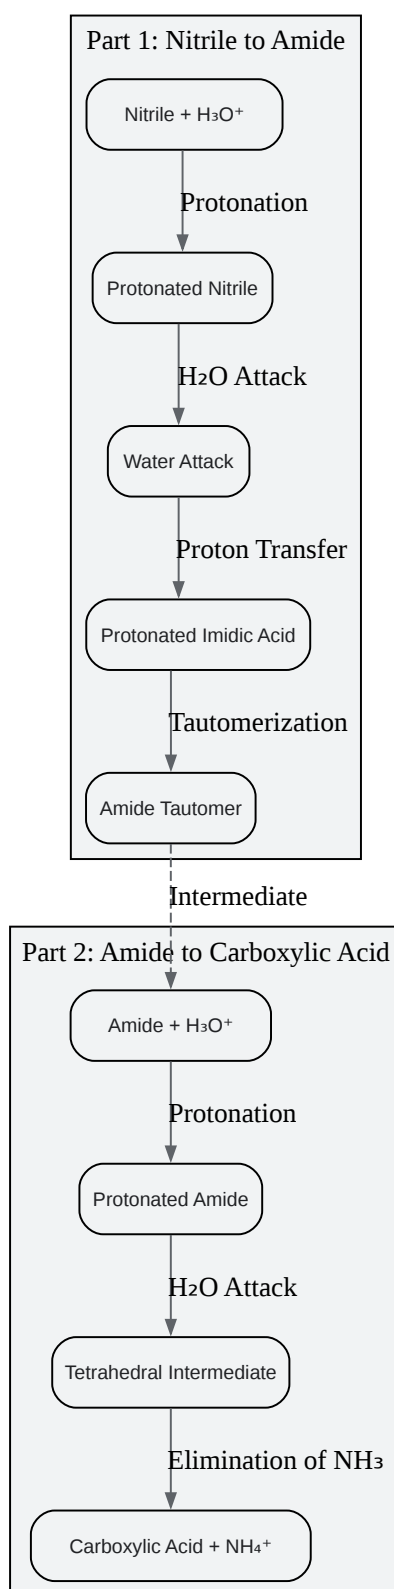 Part 1: Nitrile to Amide
Nitrile + H₃O⁺
Protonation
Protonated Nitrile
H₂O Attack
Water Attack
Proton Transfer
Protonated Imidic Acid
Tautomerization
Amide Tautomer
Intermediate
Part 2: Amide to Carboxylic Acid
Amide + H₃O⁺
Protonation
Protonated Amide
H₂O Attack
Tetrahedral Intermediate
Elimination of NH₃
Carboxylic Acid + NH₄⁺